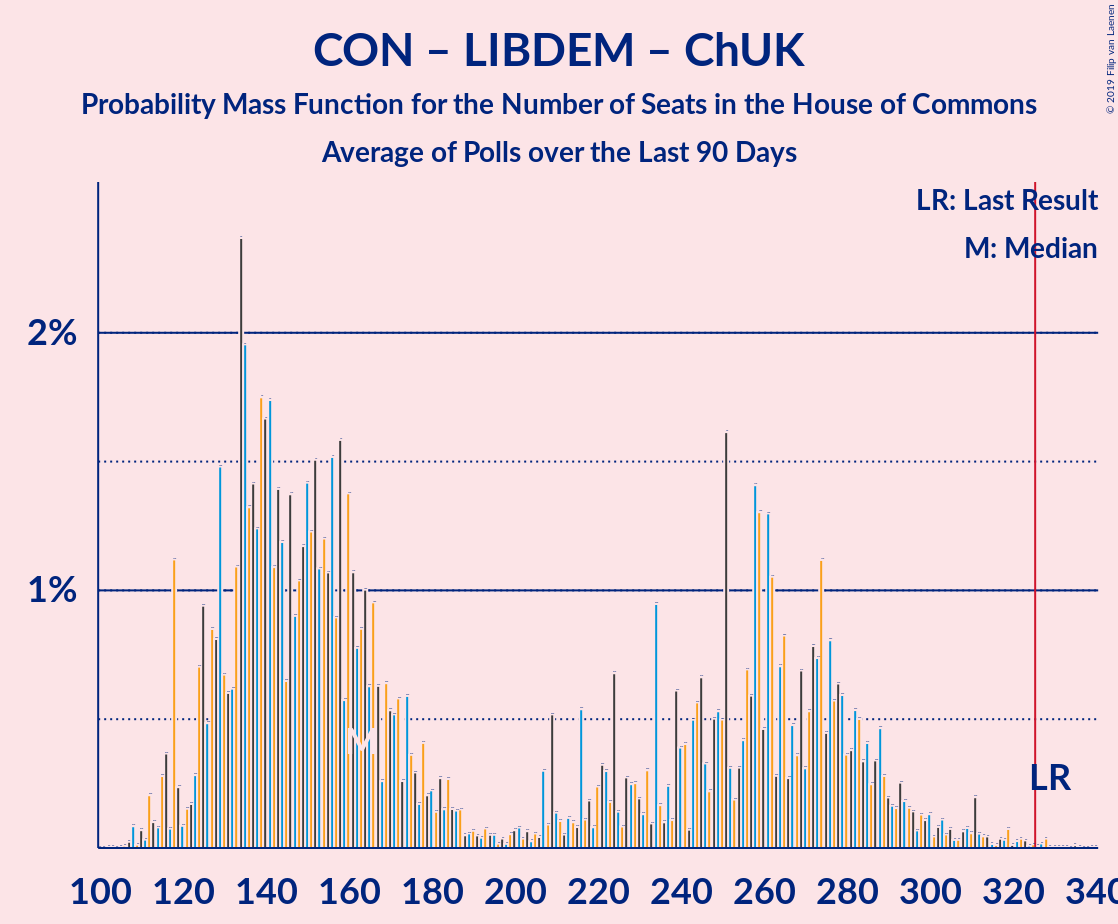 CON – LIBDEM – ChUK
Probability Mass Function for the Number of Seats in the House of Commons
Average of Polls over the Last 90 Days
© 2019 Filip van Laenen
LR: Last Result
M: Median
2%
1%
M
LR
100 120 140 160 180 200 220 240 260 280 300 320 340